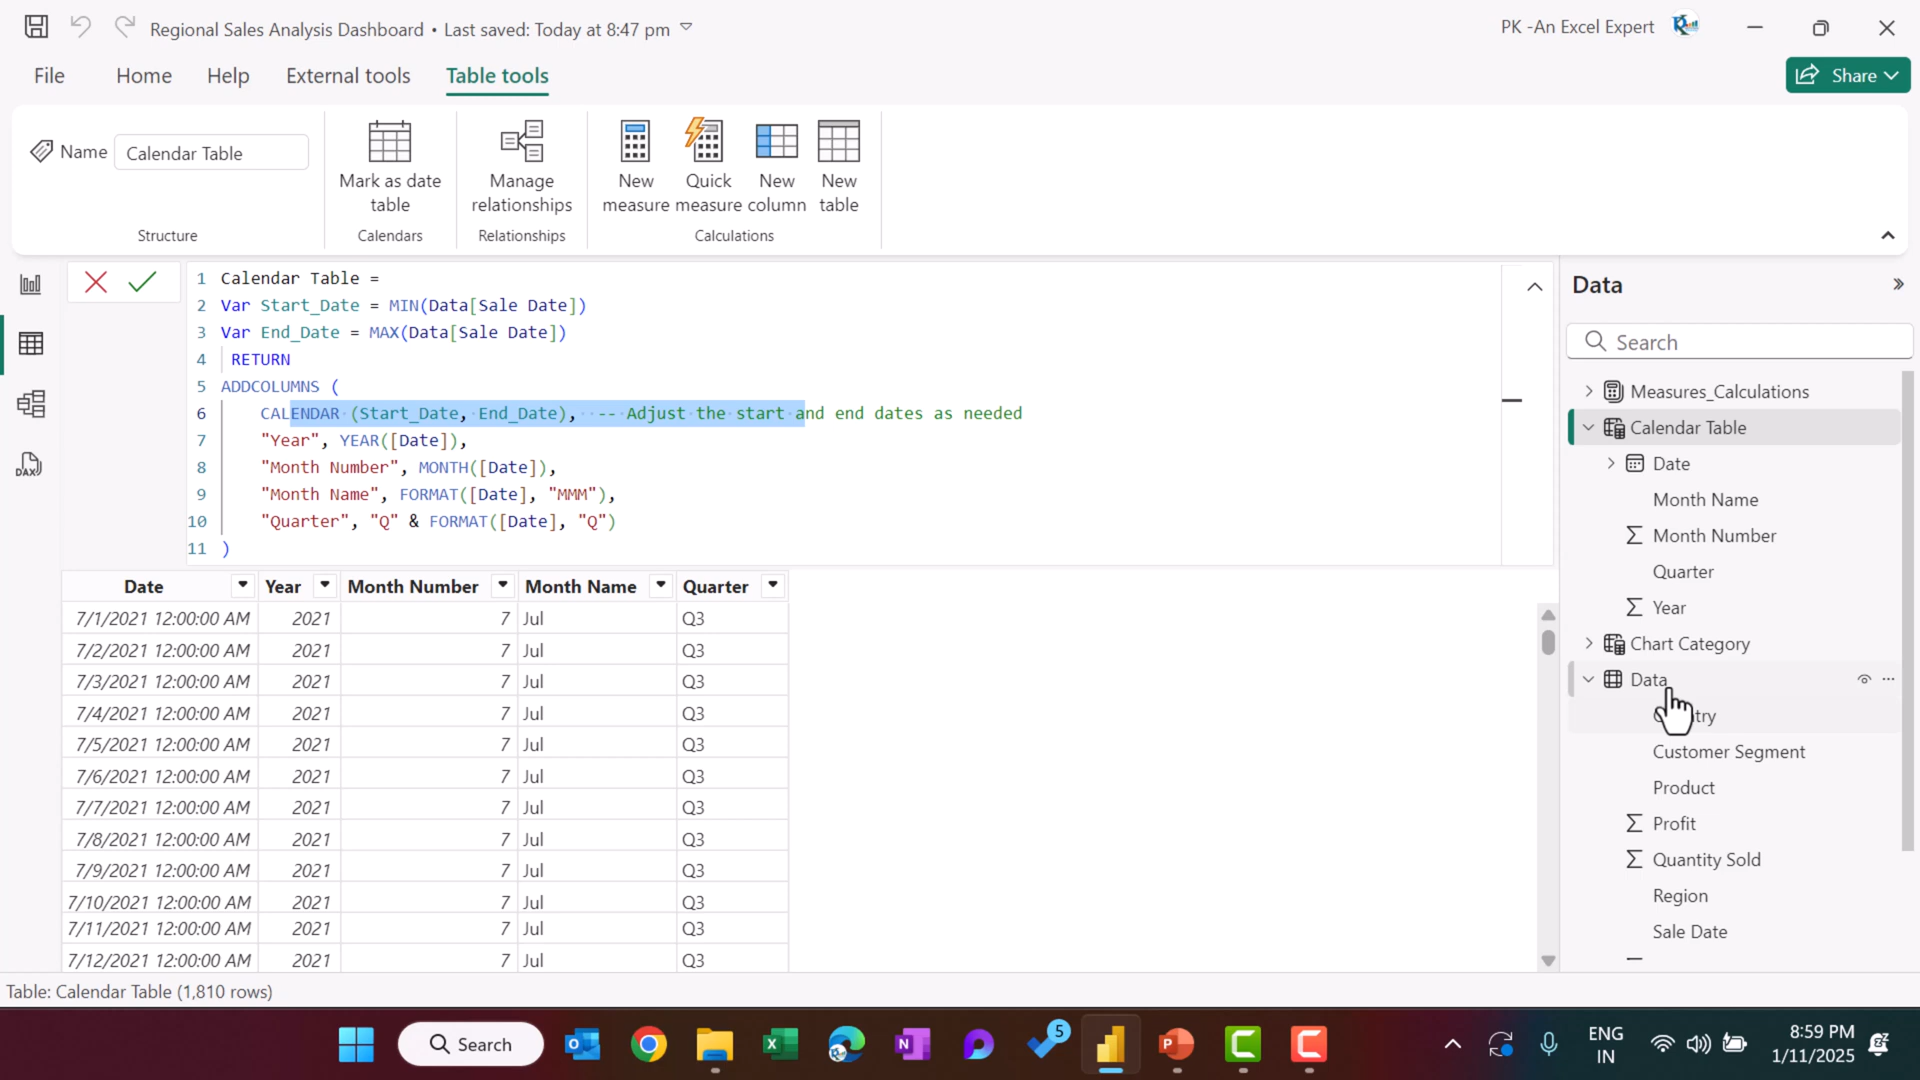 Regional Sales Analysis Dashboard • Last saved: Today at 8:47 pm
PK -An Excel Expert
File Home Help External tools Table tools
Share
Name Calendar Table
Structure
Mark as date
table
Calendars
Manage
relationships
Relationships
New
measure
Quick
measure
New
column
New
table
Calculations
1 Calendar Table =
2 Var Start_Date = MIN(Data[Sale Date])
3 Var End_Date = MAX(Data[Sale Date])
4 RETURN
5 ADDCOLUMNS (
6 CALENDAR (Start_Date, End_Date), -- Adjust the start and end dates as needed
7 "Year", YEAR([Date]),
8 "Month Number", MONTH([Date]),
9 "Month Name", FORMAT([Date], "MMM"),
10 "Quarter", "Q" & FORMAT([Date], "Q")
11 )
Date Year Month Number Month Name Quarter
7/1/2021 12:00:00 AM 2021 7 Jul Q3
7/2/2021 12:00:00 AM 2021 7 Jul Q3
7/3/2021 12:00:00 AM 2021 7 Jul Q3
7/4/2021 12:00:00 AM 2021 7 Jul Q3
7/5/2021 12:00:00 AM 2021 7 Jul Q3
7/6/2021 12:00:00 AM 2021 7 Jul Q3
7/7/2021 12:00:00 AM 2021 7 Jul Q3
7/8/2021 12:00:00 AM 2021 7 Jul Q3
7/9/2021 12:00:00 AM 2021 7 Jul Q3
7/10/2021 12:00:00 AM 2021 7 Jul Q3
7/11/2021 12:00:00 AM 2021 7 Jul Q3
7/12/2021 12:00:00 AM 2021 7 Jul Q3
DAX
Data
Search
Measures_Calculations
Calendar Table
Date
Month Name
Month Number
Quarter
Year
Chart Category
Data
Customer Segment
Product
Profit
Quantity Sold
Region
Sale Date
Table: Calendar Table (1,810 rows)
Search
5
ENG
IN
8:59 PM
1/11/2025